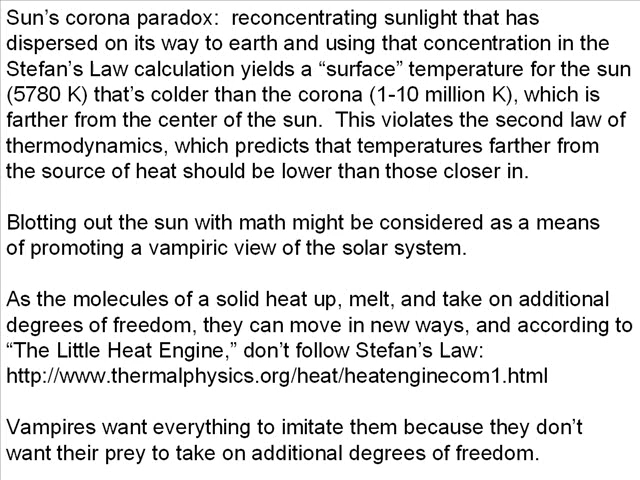 Sun's corona paradox:  reconcentrating sunlight that has
dispersed on its way to earth and using that concentration in the
Stefan's Law calculation yields a “surface” temperature for the sun
(5780 K) that's colder than the corona (1-10 million K), which is
farther from the center of the sun.  This violates the second law of
thermodynamics, which predicts that temperatures farther from
the source of heat should be lower than those closer in.
Blotting out the sun with math might be considered as a means
of promoting a vampiric view of the solar system.
As the molecules of a solid heat up, melt, and take on additional
degrees of freedom, they can move in new ways, and according to
“The Little Heat Engine,” don't follow Stefan's Law:
http://www.thermalphysics.org/heat/heatenginecom1.html
Vampires want everything to imitate them because they don't
want their prey to take on additional degrees of freedom.